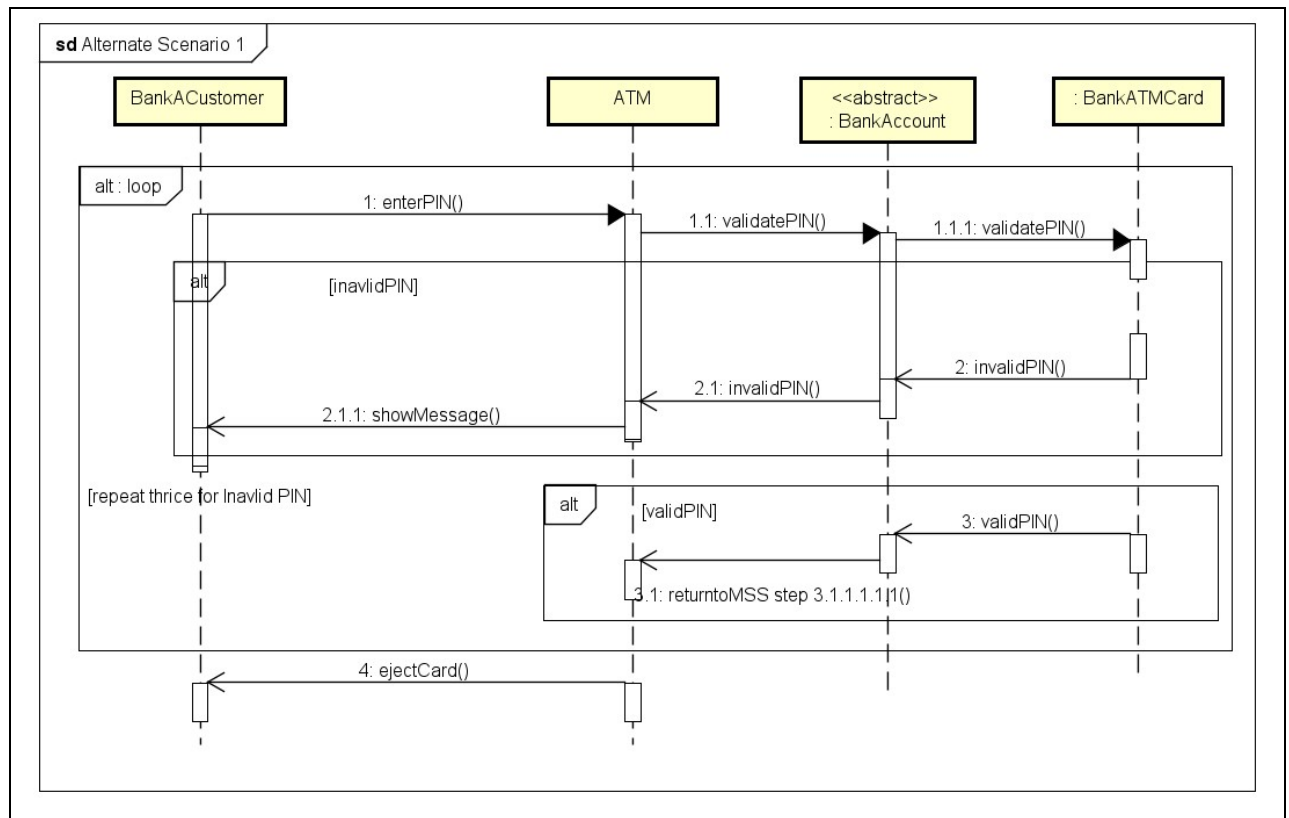 sd Alternate Scenario 1
BankACustomer
ATM
<<abstract>>
: BankAccount
: BankATMCard
alt : loop
1: enterPIN()
1.1: validatePIN()
1.1.1: validatePIN()
alt
[inavlidPIN]
2: invalidPIN()
2.1: invalidPIN()
2.1.1: showMessage()
[repeat thrice for Inavlid PIN]
alt
[validPIN]
3: validPIN()
3.1: returntoMSS step 3.1.1.1.1.1()
4: ejectCard()